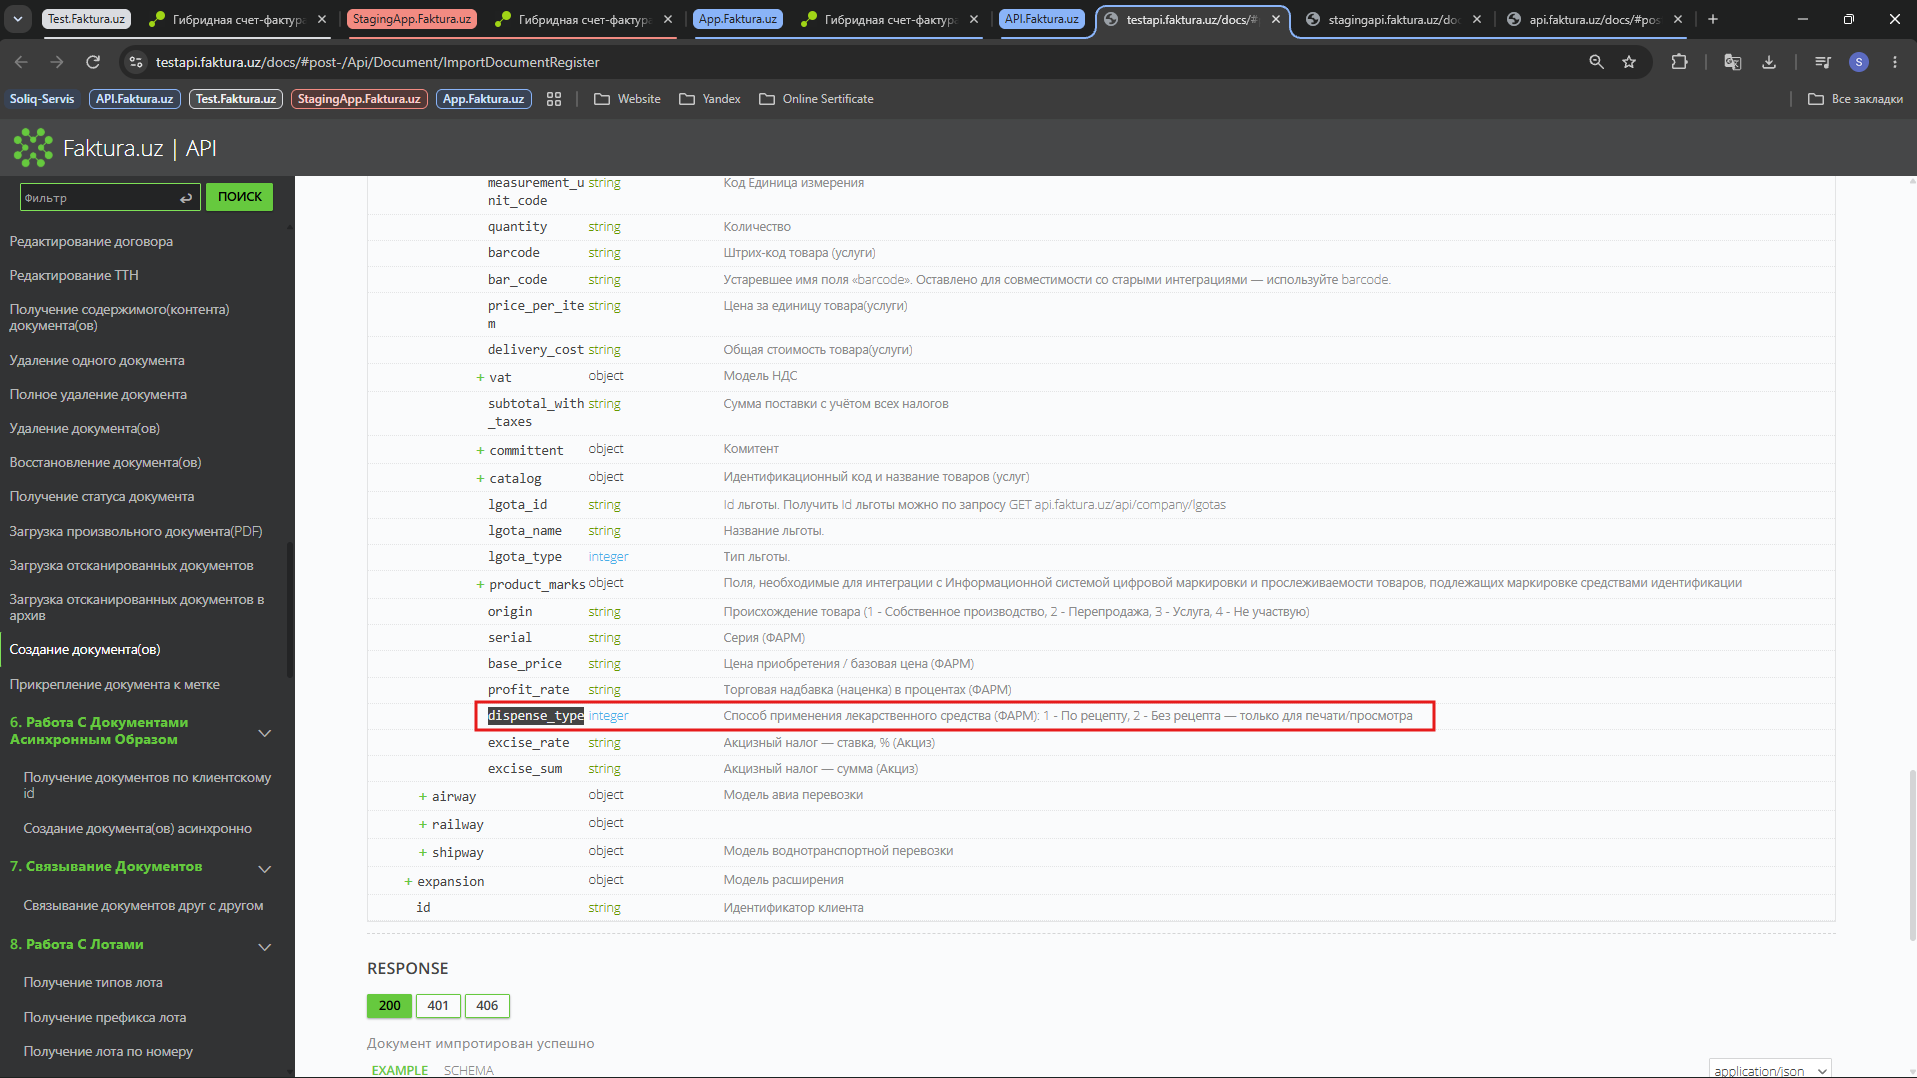 Test.Faktura.uz
Гибридная счет-фактура
StagingApp.Faktura.uz
Гибридная счет-фактура
App.Faktura.uz
Гибридная счет-фактура
API.Faktura.uz
testapi.faktura.uz/docs/#
stagingapi.faktura.uz/do
api.faktura.uz/docs/#pos
testapi.faktura.uz/docs/#post-/Api/Document/ImportDocumentRegister
S
Soliq-Servis
API.Faktura.uz
Test.Faktura.uz
StagingApp.Faktura.uz
App.Faktura.uz
Website
Yandex
Online Sertificate
Все закладки
Faktura.uz | API
Фильтр
ПОИСК
Редактирование договора
Редактирование ТТН
Получение содержимого(контента)
документа(ов)
Удаление одного документа
Полное удаление документа
Удаление документа(ов)
Восстановление документа(ов)
Получение статуса документа
Загрузка произвольного документа(PDF)
Загрузка отсканированных документов
Загрузка отсканированных документов в
архив
Создание документа(ов)
Прикрепление документа к метке
6. Работа С Документами
Асинхронным Образом
Получение документов по клиентскому
id
Создание документа(ов) асинхронно
7. Связывание Документов
Связывание документов друг с другом
8. Работа С Лотами
Получение типов лота
Получение префикса лота
Получение лота по номеру
measurement_u string Код Единица измерения
nit_code
quantity string Количество
barcode string Штрих-код товара (услуги)
bar_code string Устаревшее имя поля «barcode». Оставлено для совместимости со старыми интеграциями — используйте barcode.
price_per_ite string Цена за единицу товара(услуги)
m
delivery_cost string Общая стоимость товара(услуги)
+ vat object Модель НДС
subtotal_with string Сумма поставки с учётом всех налогов
_taxes
+ committent object Комитент
+ catalog object Идентификационный код и название товаров (услуг)
lgota_id string Id льготы. Получить Id льготы можно по запросу GET api.faktura.uz/api/company/lgotas
lgota_name string Название льготы.
lgota_type integer Тип льготы.
+ product_marks object Поля, необходимые для интеграции с Информационной системой цифровой маркировки и прослеживаемости товаров, подлежащих маркировке средствами идентификации
origin string Происхождение товара (1 - Собственное производство, 2 - Перепродажа, 3 - Услуга, 4 - Не участвую)
serial string Серия (ФАРМ)
base_price string Цена приобретения / базовая цена (ФАРМ)
profit_rate string Торговая надбавка (наценка) в процентах (ФАРМ)
dispense_type integer Способ применения лекарственного средства (ФАРМ): 1 - По рецепту, 2 - Без рецепта — только для печати/просмотра
excise_rate string Акцизный налог — ставка, % (Акциз)
excise_sum string Акцизный налог — сумма (Акциз)
+ airway object Модель авиа перевозки
+ railway object
+ shipway object Модель воднотранспортной перевозки
+ expansion object Модель расширения
id string Идентификатор клиента
RESPONSE
200 401 406
Документ импротирован успешно
EXAMPLE SCHEMA
application/json